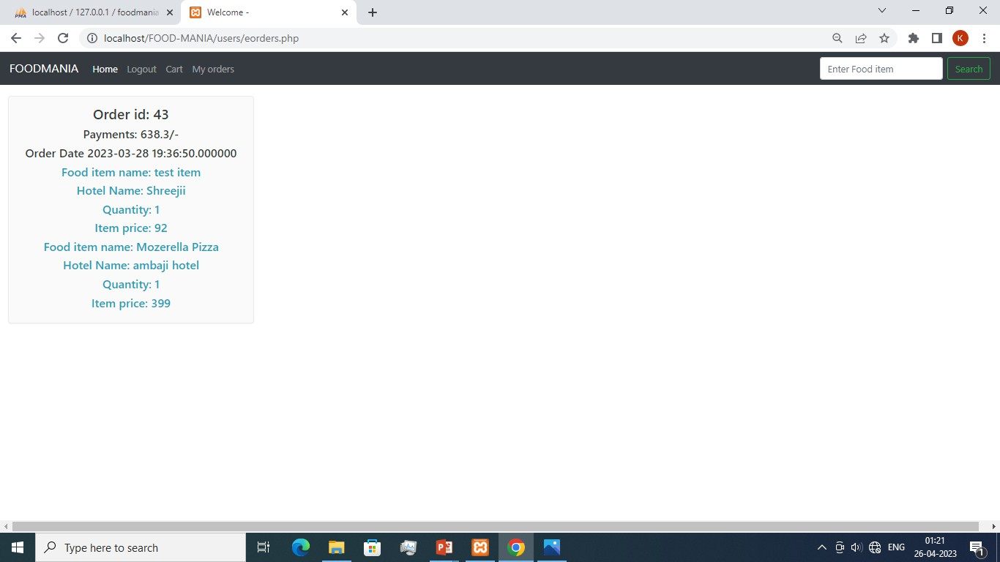 PMA
localhost / 127.0.0.1 / foodmania
Welcome -
localhost/FOOD-MANIA/users/eorders.php
K
FOODMANIA
Home
Logout
Cart
My orders
Enter Food item
Search
Order id: 43
Payments: 638.3/-
Order Date 2023-03-28 19:36:50.000000
Food item name: test item
Hotel Name: Shreejii
Quantity: 1
Item price: 92
Food item name: Mozerella Pizza
Hotel Name: ambaji hotel
Quantity: 1
Item price: 399
Type here to search
ENG
01:21
26-04-2023
1